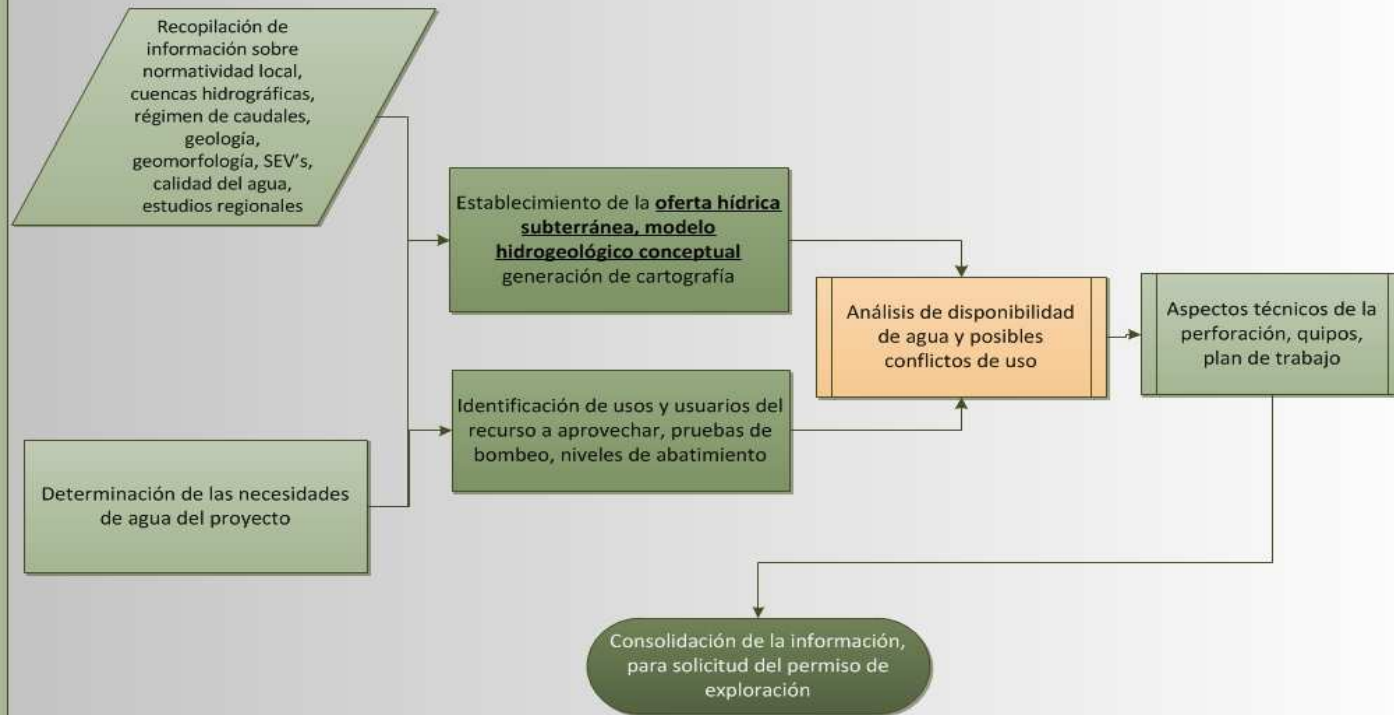 Recopilación de
información sobre
normatividad local,
cuencas hidrográficas,
régimen de caudales,
geología,
geomorfología, SEV's,
calidad del agua,
estudios regionales
Establecimiento de la oferta hídrica
subterránea, modelo
hidrogeológico conceptual
generación de cartografía
Análisis de disponibilidad
de agua y posibles
conflictos de uso
Aspectos técnicos de la
perforación, quipos,
plan de trabajo
Identificación de usos y usuarios del
recurso a aprovechar, pruebas de
bombeo, niveles de abatimiento
Determinación de las necesidades
de agua del proyecto
Consolidación de la información,
para solicitud del permiso de
exploración